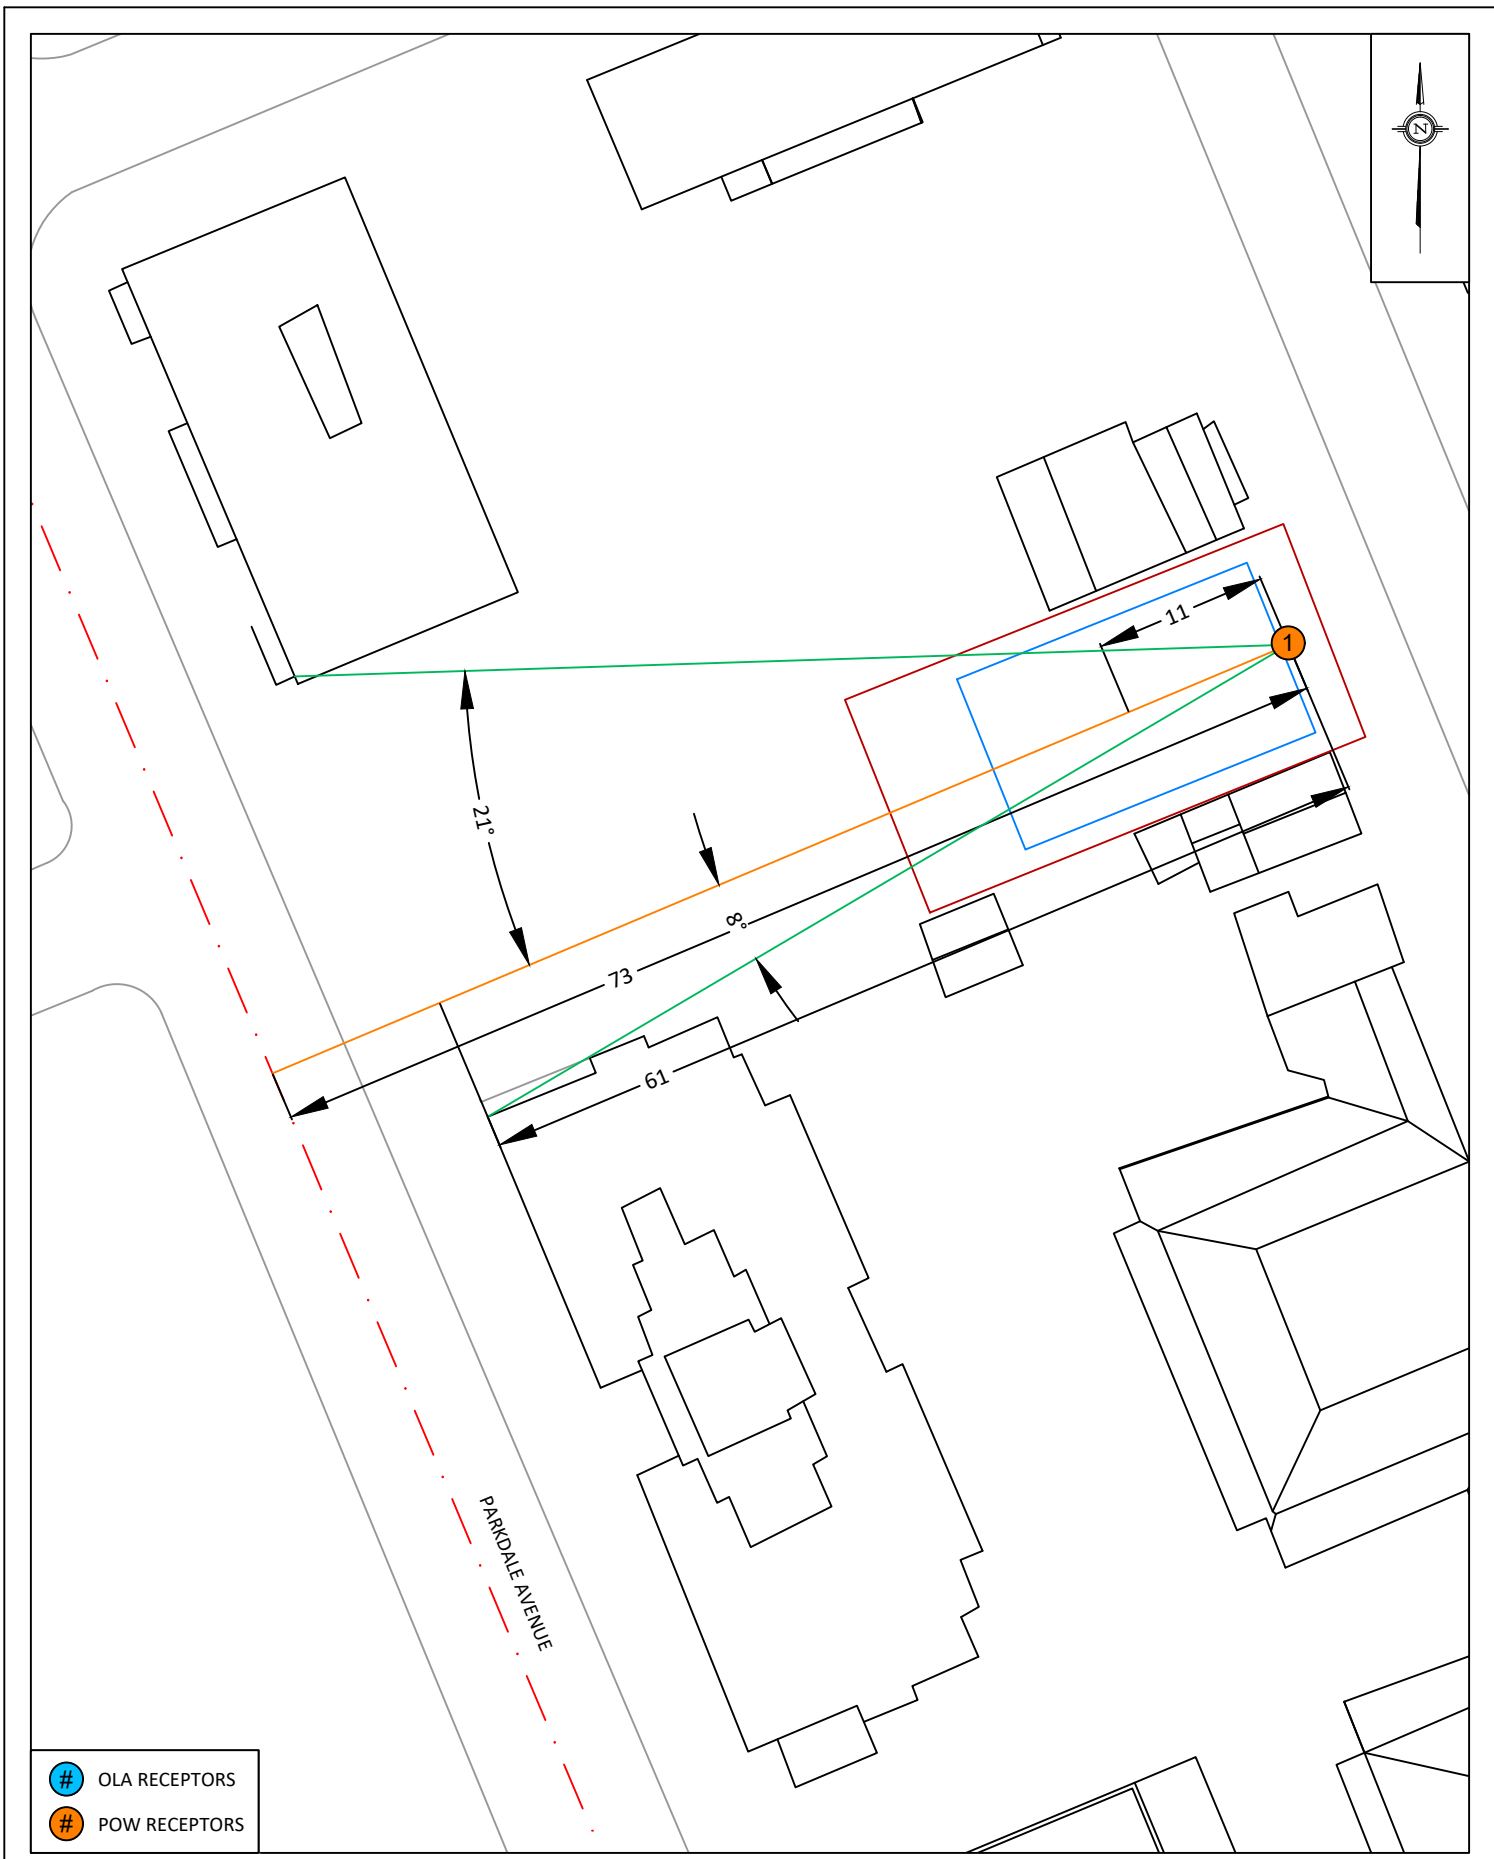 N
11
1
21°
8°
73
61
PARKDALE AVENUE
# OLA RECEPTORS
# POW RECEPTORS